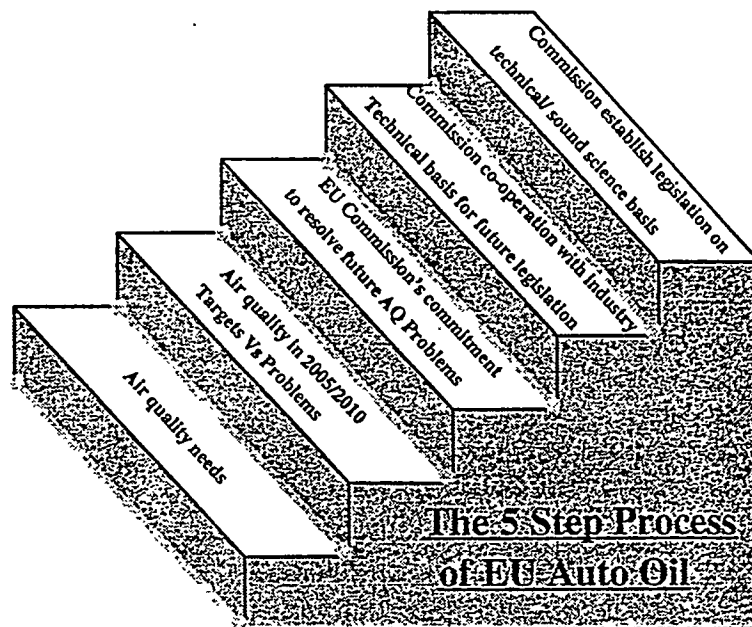 Commission establish legislation on
technical/ sound science basis
Commission co-operation with Industry
Technical basis for future legislation
EU Commission's commitment
to resolve future AQ Problems
Air quality in 2005/2010
Targets Vs Problems
Air quality needs
The 5 Step Process
of EU Auto Oil